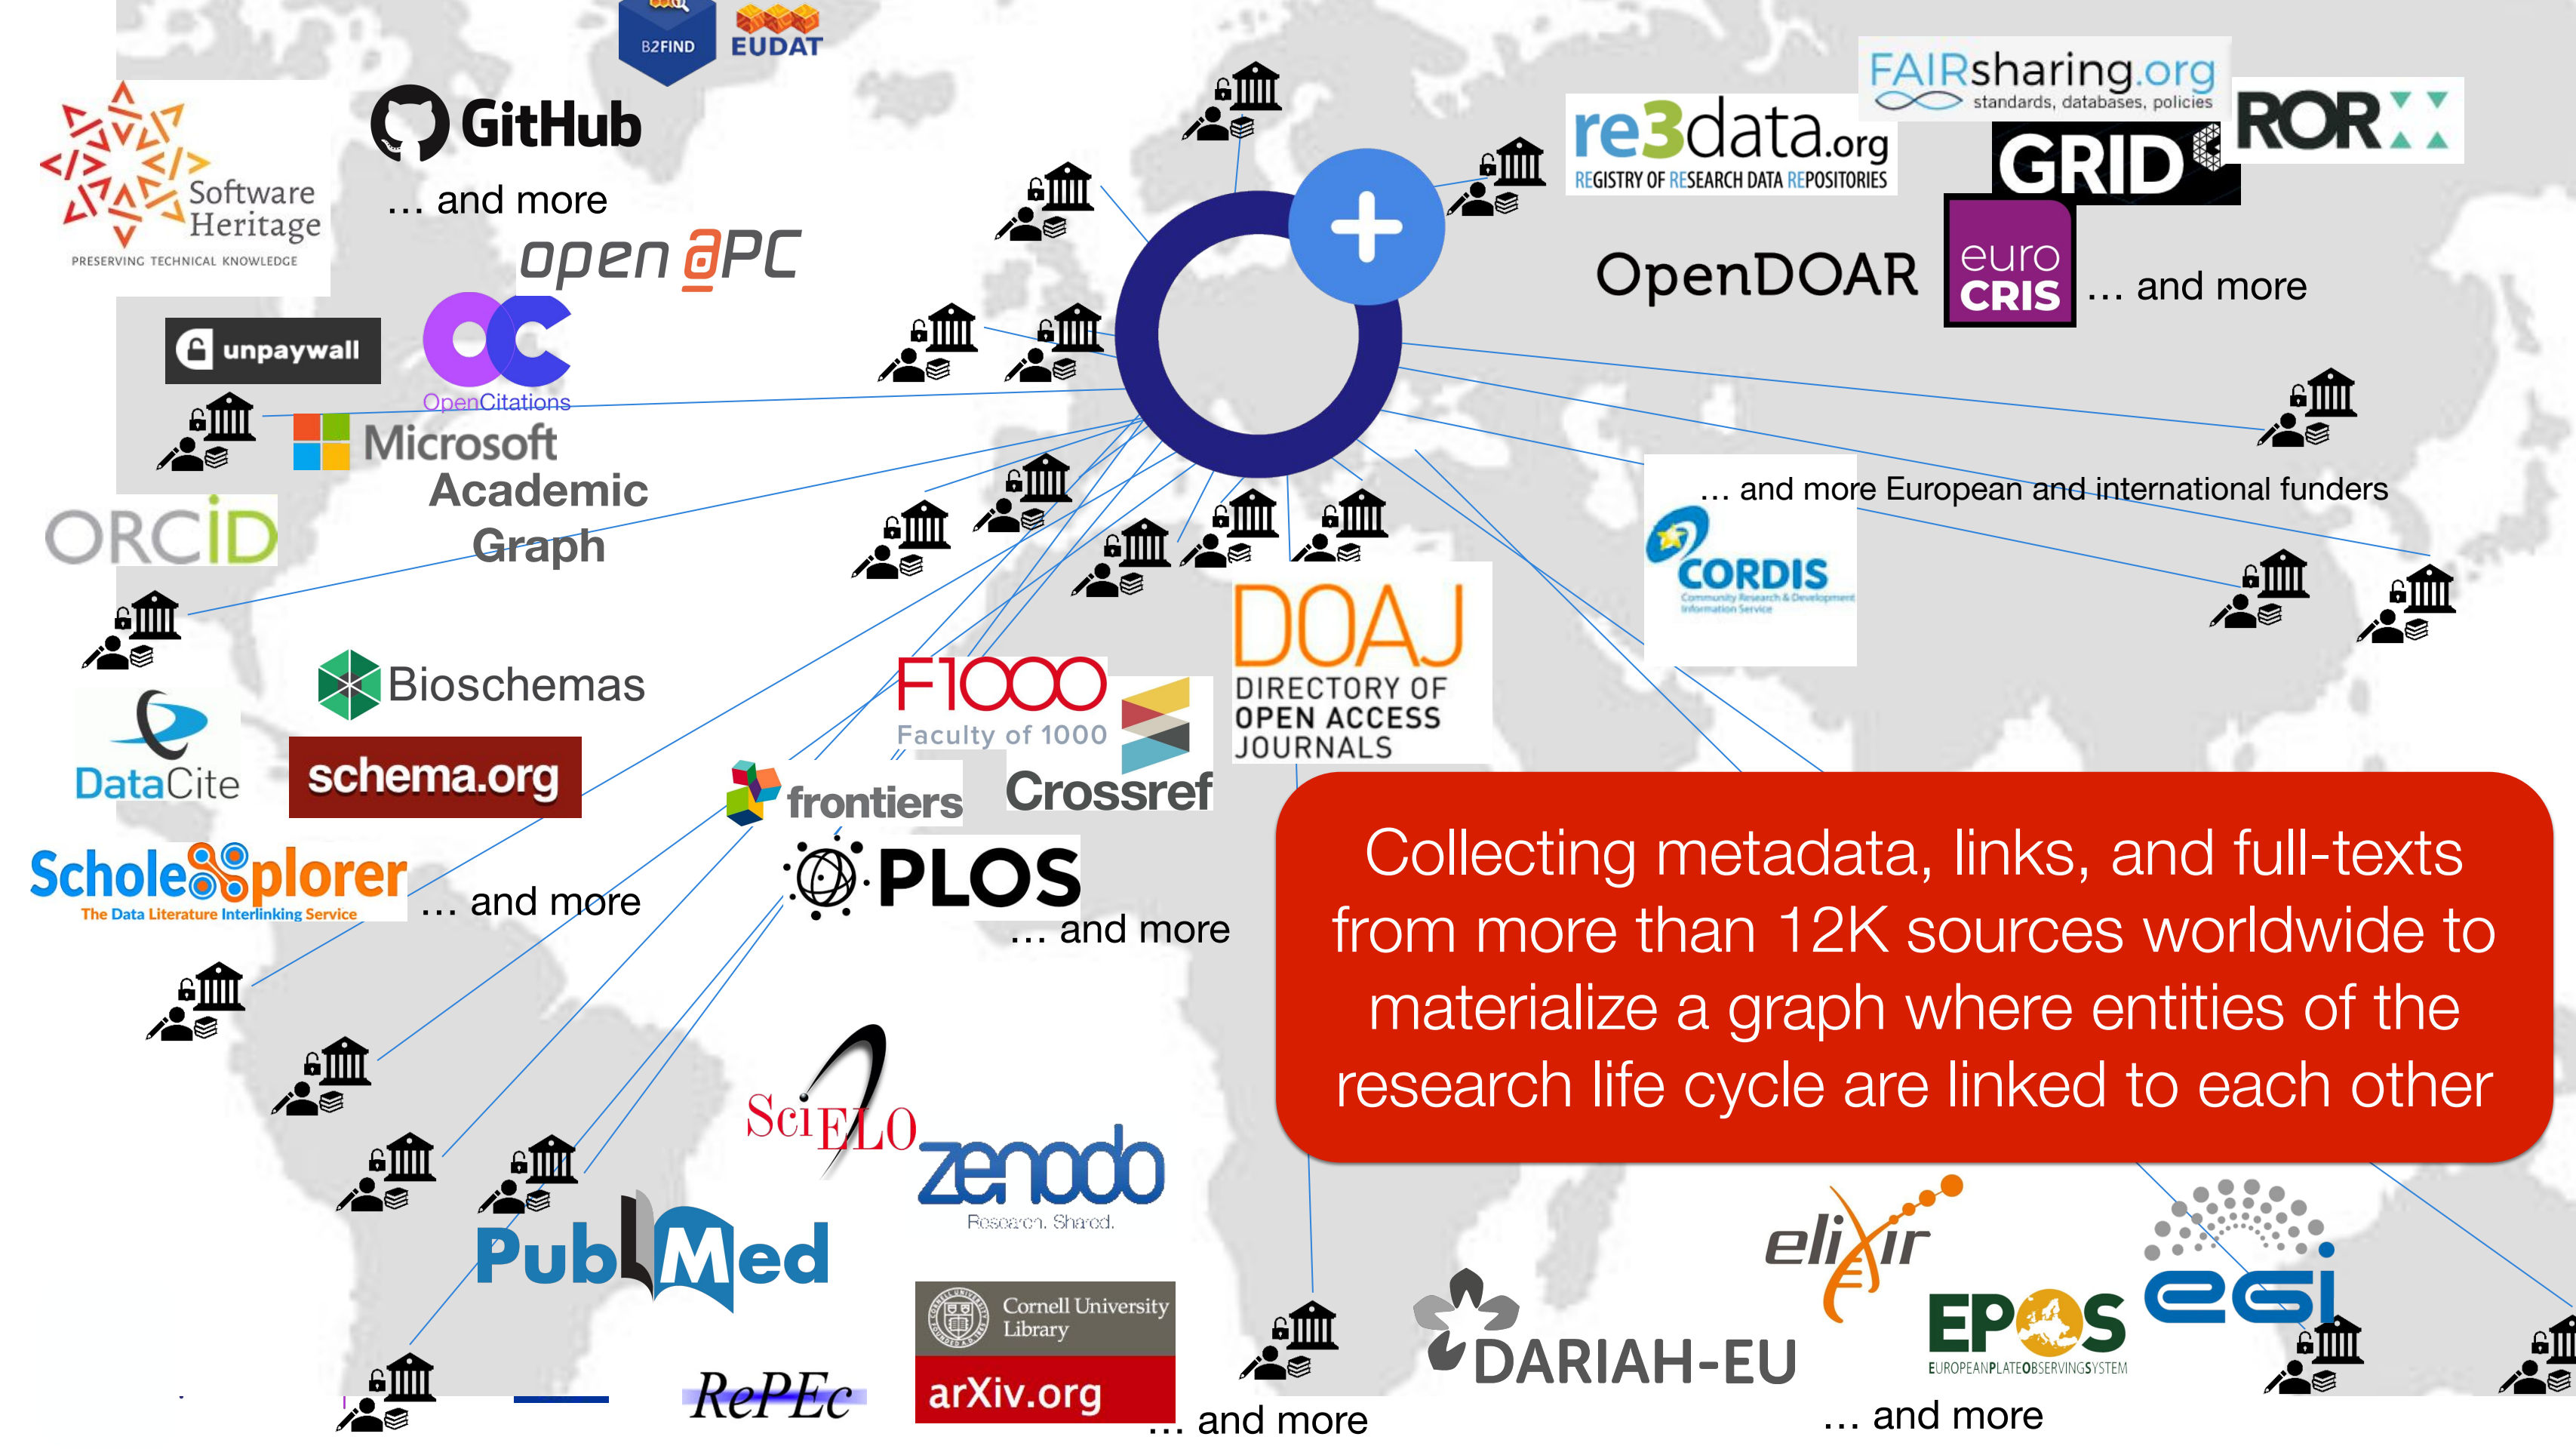 B2FIND
EUDAT
Software
Heritage
PRESERVING TECHNICAL KNOWLEDGE
GitHub
... and more
open aPC
unpaywall
OC
OpenCitations
Microsoft
Academic
Graph
ORCiD
re3data.org
REGISTRY OF RESEARCH DATA REPOSITORIES
FAIRsharing.org
standards, databases, policies
GRID
ROR
OpenDOAR
euro
CRIS
... and more
... and more European and international funders
CORDIS
Community Research & Development
Information Service
Bioschemas
DataCite
schema.org
ScholeXplorer
The Data Literature Interlinking Service
... and more
F1000
Faculty of 1000
Crossref
frontiers
PLOS
... and more
DOAJ
DIRECTORY OF
OPEN ACCESS
JOURNALS
Collecting metadata, links, and full-texts
from more than 12K sources worldwide to
materialize a graph where entities of the
research life cycle are linked to each other
SciELO
zenodo
Research. Shared.
PubMed
RePEc
Cornell University
Library
arXiv.org
... and more
DARIAH-EU
elixir
EPOS
EUROPEANPLATEOBSERVINGSYSTEM
egi
... and more